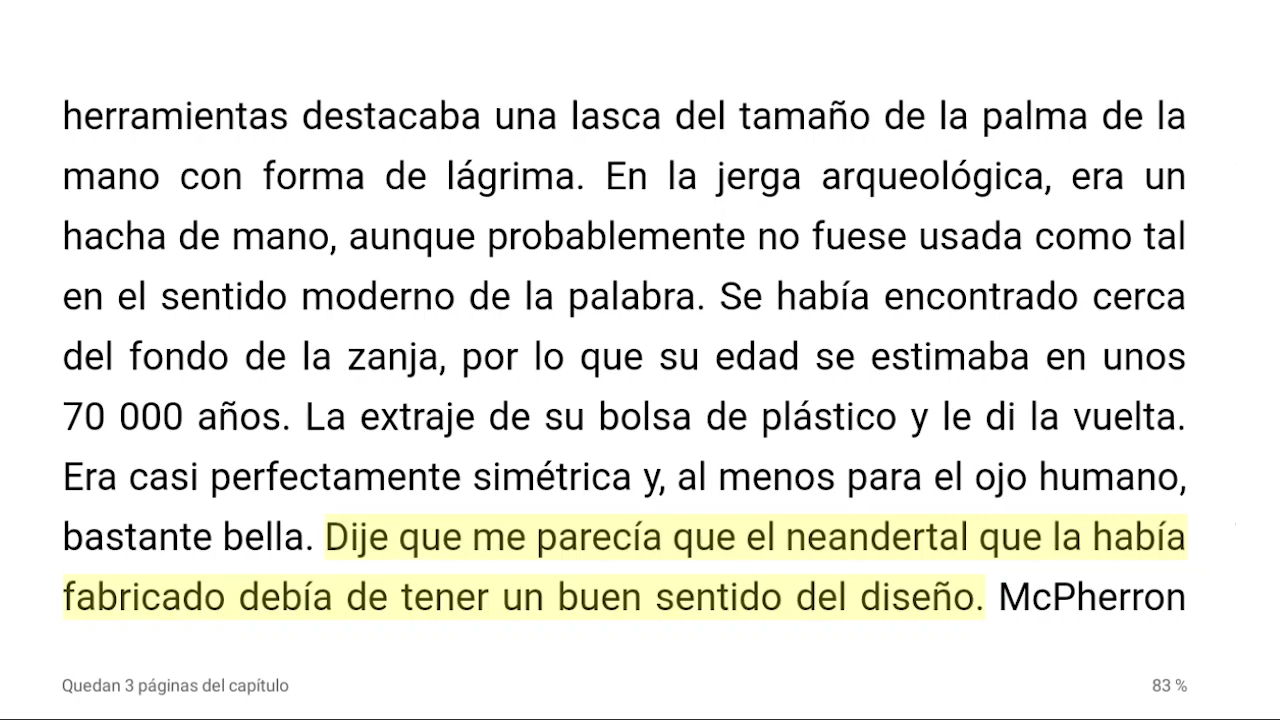 herramientas destacaba una lasca del tamaño de la palma de la
mano con forma de lágrima. En la jerga arqueológica, era un
hacha de mano, aunque probablemente no fuese usada como tal
en el sentido moderno de la palabra. Se había encontrado cerca
del fondo de la zanja, por lo que su edad se estimaba en unos
70 000 años. La extraje de su bolsa de plástico y le di la vuelta.
Era casi perfectamente simétrica y, al menos para el ojo humano,
bastante bella. Dije que me parecía que el neandertal que la había
fabricado debía de tener un buen sentido del diseño. McPherron
Quedan 3 páginas del capítulo
83 %